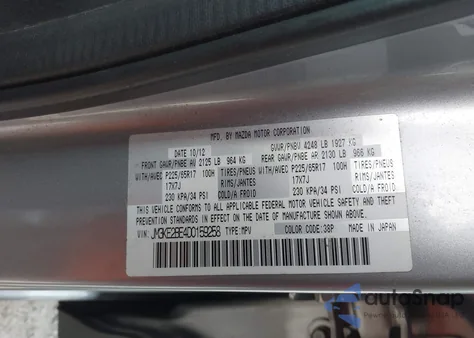 MFD. BY MAZDA MOTOR CORPORATION
DATE 10/12 GVWR/PNBV 4248 LB 1927 KG
FRONT GAWR/PNBE AV 2125 LB 964 KG REAR GAWR/PNBE AR 2130 LB 966 KG
WITH/AVEC P225/65R17 100H TIRES/PNEUS WITH/AVEC P225/65R17 100H TIRES/PNEUS
17X7J RIMS/JANTES 17X7J RIMS/JANTES
230 KPA/34 PSI COLD/A FROID 230 KPA/34 PSI COLD/A FROID
THIS VEHICLE CONFORMS TO ALL APPLICABLE FEDERAL MOTOR VEHICLE SAFETY AND THEFT
PREVENTION STANDARDS IN EFFECT ON THE DATE OF MANUFACTURE SHOWN ABOVE.
VIN: JM3KE2BE4D0159258 TYPE:MPV COLOR CODE:38P MADE IN JAPAN
autoSnap